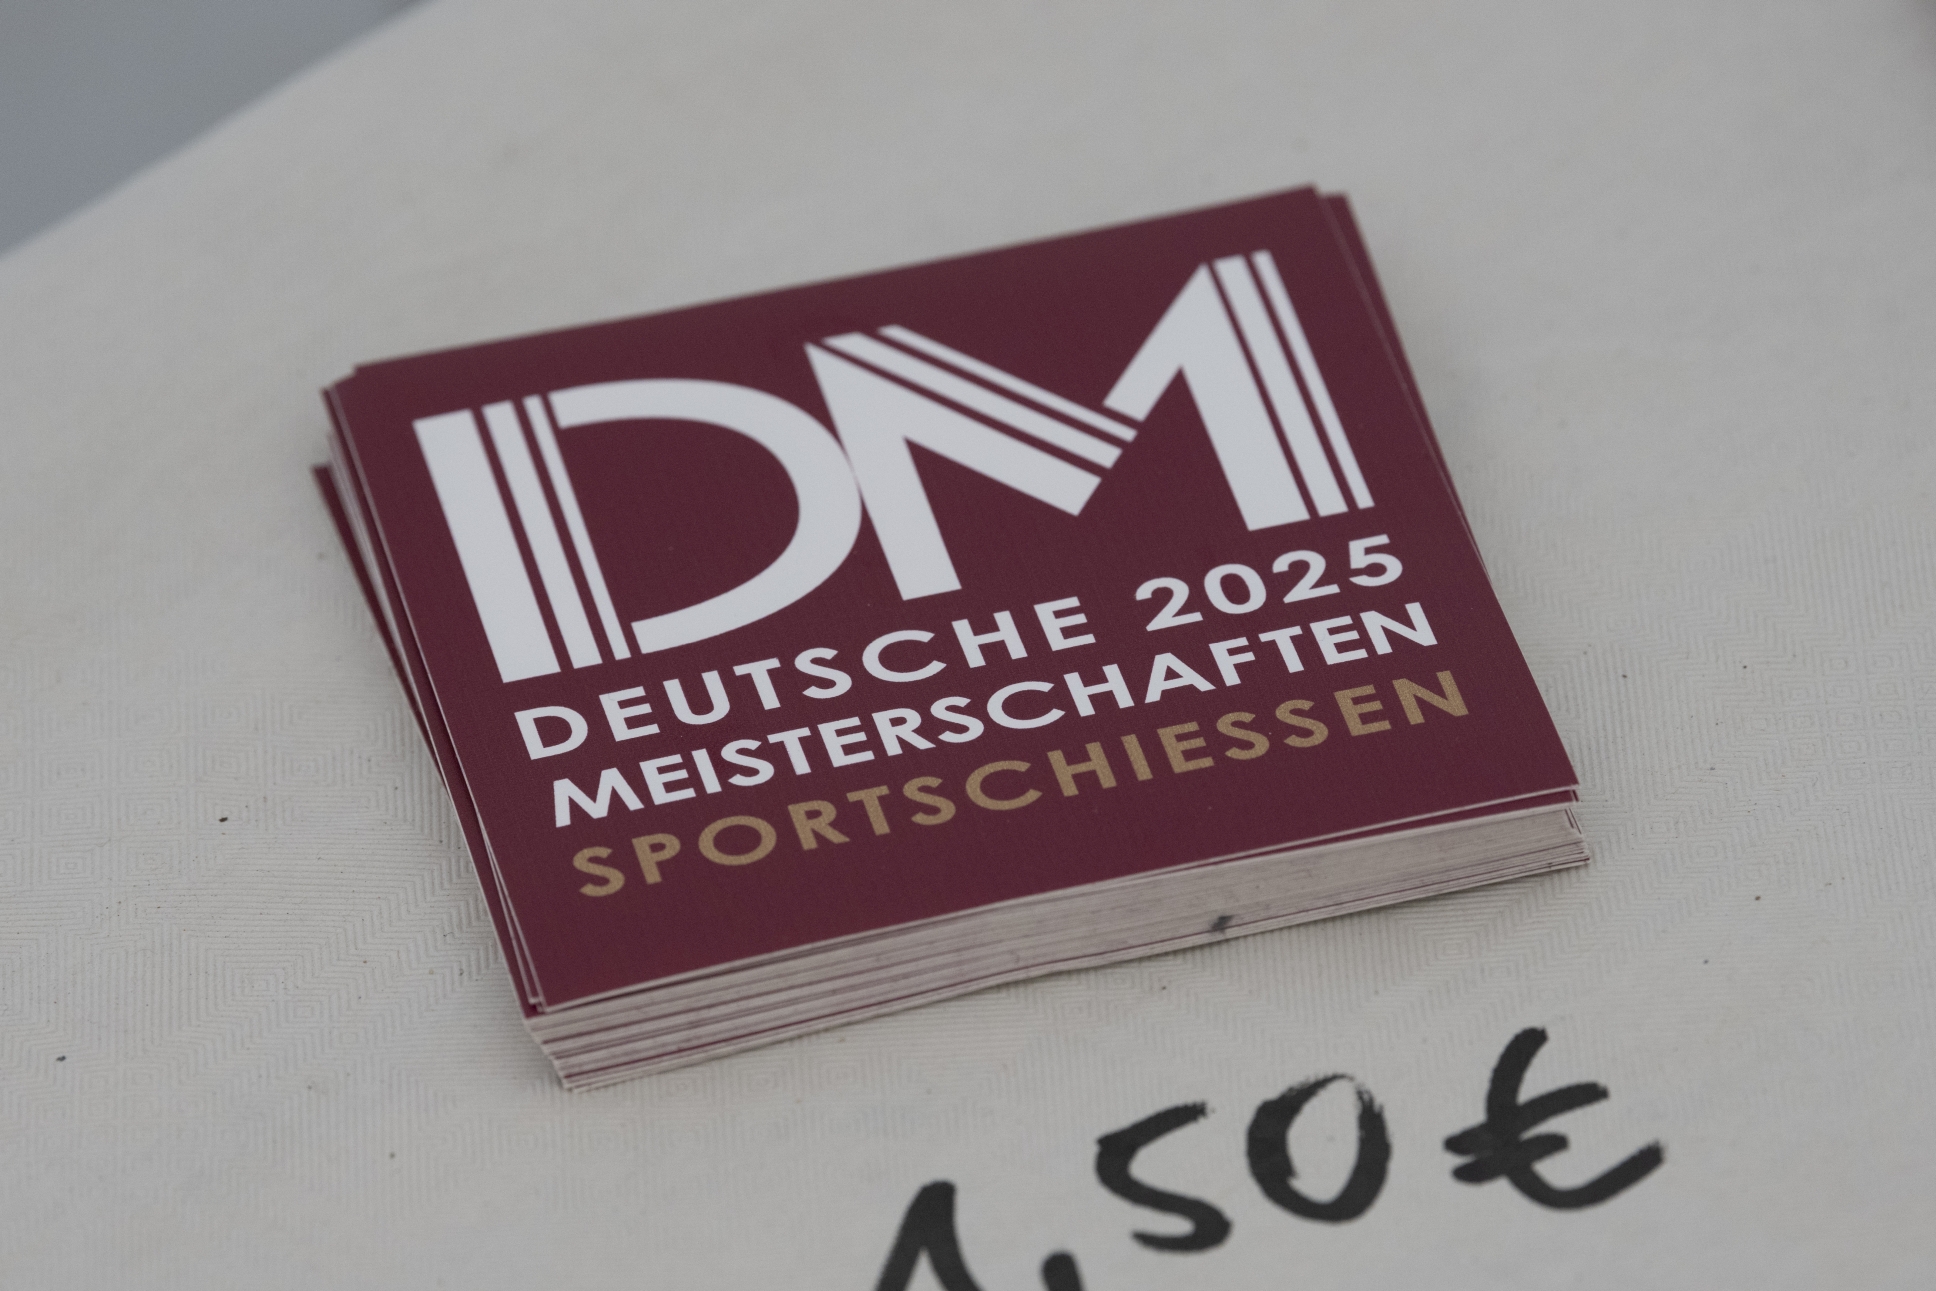 DM
DEUTSCHE 2025
MEISTERSCHAFTEN
SPORTSCHIESSEN
1,50 €